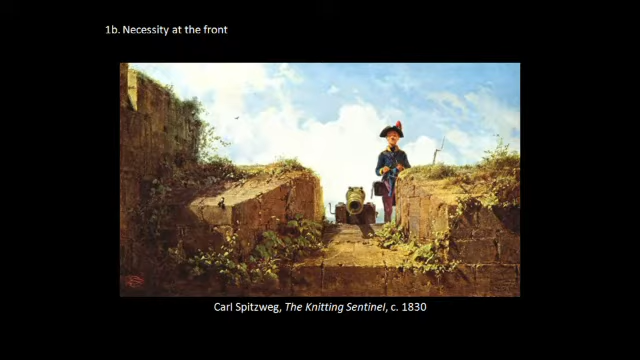 1b. Necessity at the front
Carl Spitzweg, The Knitting Sentinel, c. 1830